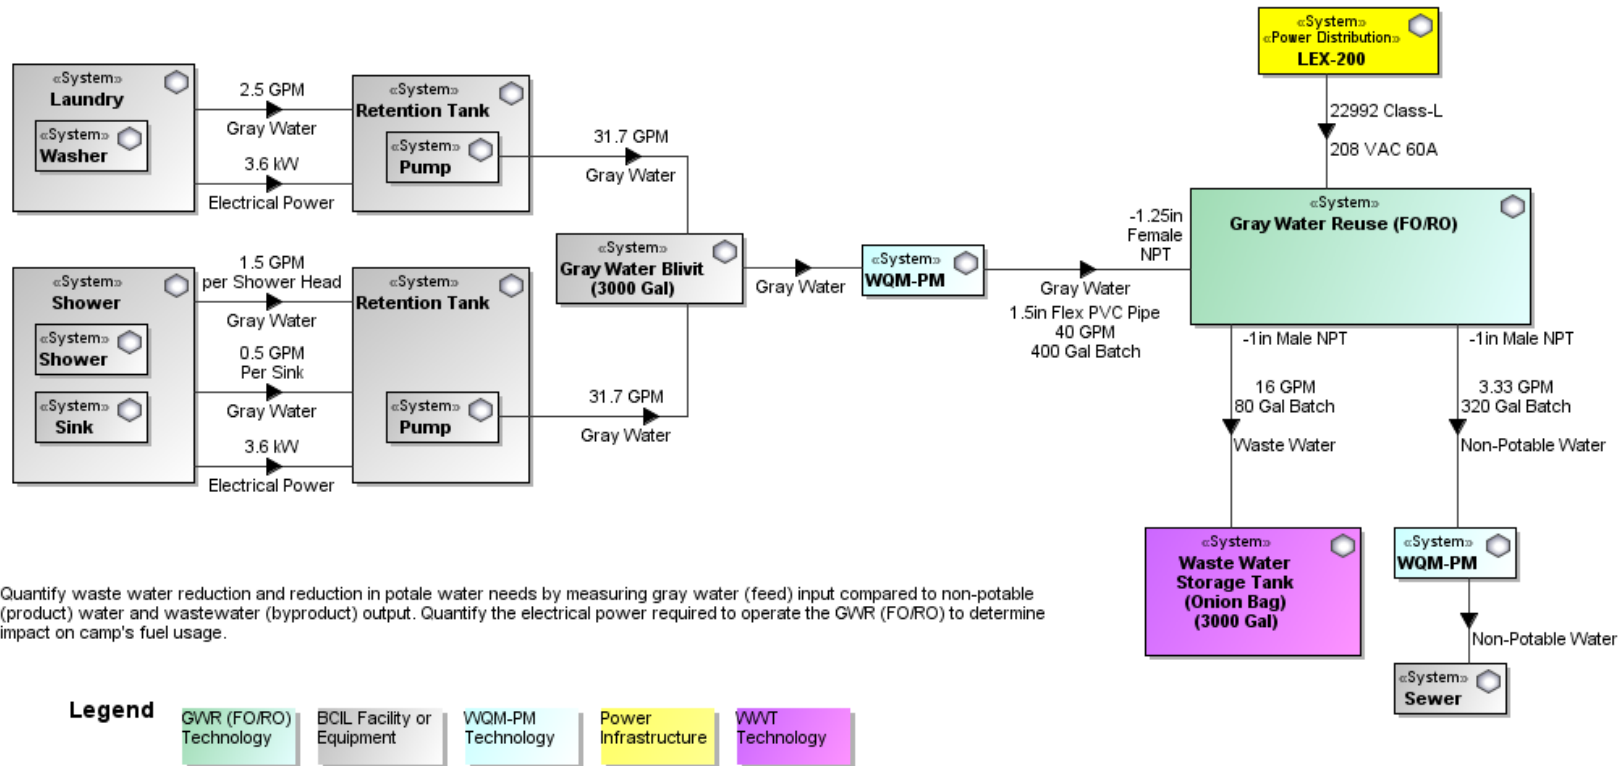 «System»
«Power Distribution»
LEX-200
22992 Class-L
208 VAC 60A
«System»
Laundry
«System»
Washer
2.5 GPM
Gray Water
3.6 kW
Electrical Power
«System»
Retention Tank
«System»
Pump
31.7 GPM
Gray Water
«System»
Shower
«System»
Shower
«System»
Sink
1.5 GPM
per Shower Head
Gray Water
0.5 GPM
Per Sink
Gray Water
3.6 kW
Electrical Power
«System»
Retention Tank
«System»
Pump
31.7 GPM
Gray Water
«System»
Gray Water Blivit
(3000 Gal)
Gray Water
«System»
WQM-PM
Gray Water
1.5in Flex PVC Pipe
40 GPM
400 Gal Batch
-1.25in
Female
NPT
«System»
Gray Water Reuse (FO/RO)
-1in Male NPT
16 GPM
80 Gal Batch
Waste Water
-1in Male NPT
3.33 GPM
320 Gal Batch
Non-Potable Water
«System»
Waste Water
Storage Tank
(Onion Bag)
(3000 Gal)
«System»
WQM-PM
Non-Potable Water
«System»
Sewer
Quantify waste water reduction and reduction in potale water needs by measuring gray water (feed) input compared to non-potable
(product) water and wastewater (byproduct) output. Quantify the electrical power required to operate the GWR (FO/RO) to determine
impact on camp's fuel usage.
Legend
GWR (FO/RO)
Technology
BCIL Facility or
Equipment
WQM-PM
Technology
Power
Infrastructure
WWT
Technology